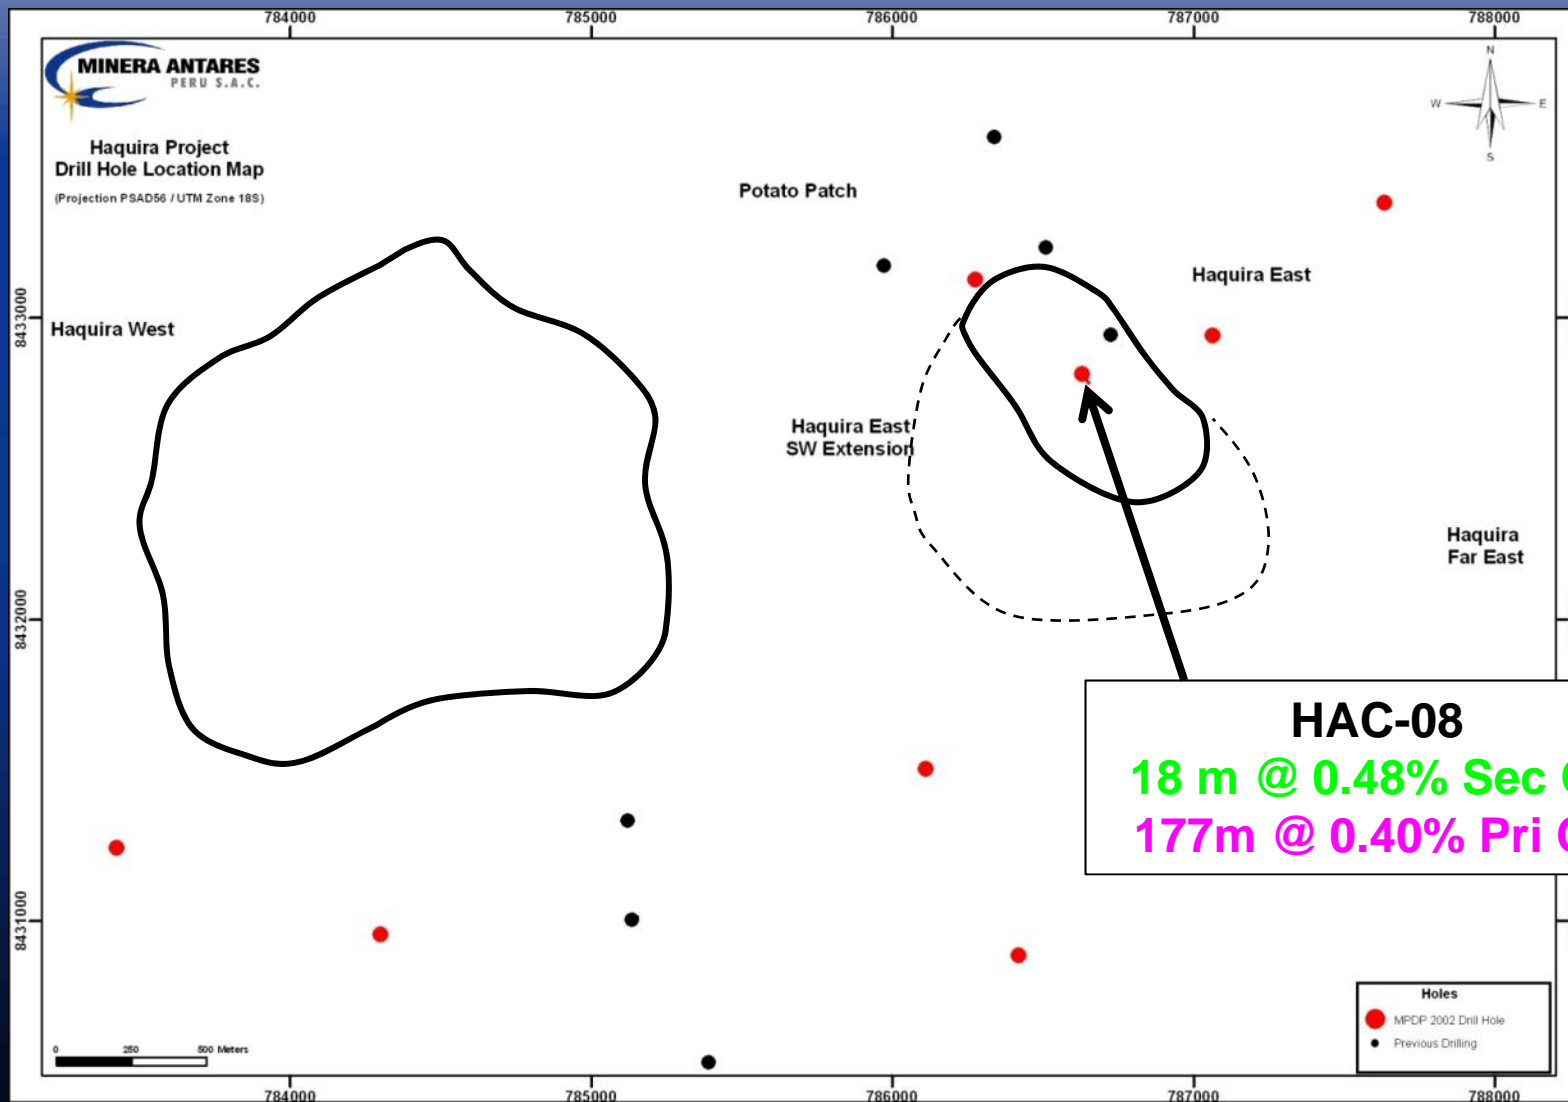 784000
785000
786000
787000
788000
MINERA ANTARES
PERU S.A.C.
N
W
E
S
Haquira Project
Drill Hole Location Map
(Projection PSAD56 / UTM Zone 18S)
Potato Patch
Haquira East
8433000
Haquira West
Haquira East
SW Extension
Haquira
Far East
8432000
HAC-08
18 m @ 0.48% Sec
177m @ 0.40% Pri
8431000
Holes
MPDP 2002 Drill Hole
Previous Drilling
0
250
500 Meters
784000
785000
786000
787000
788000